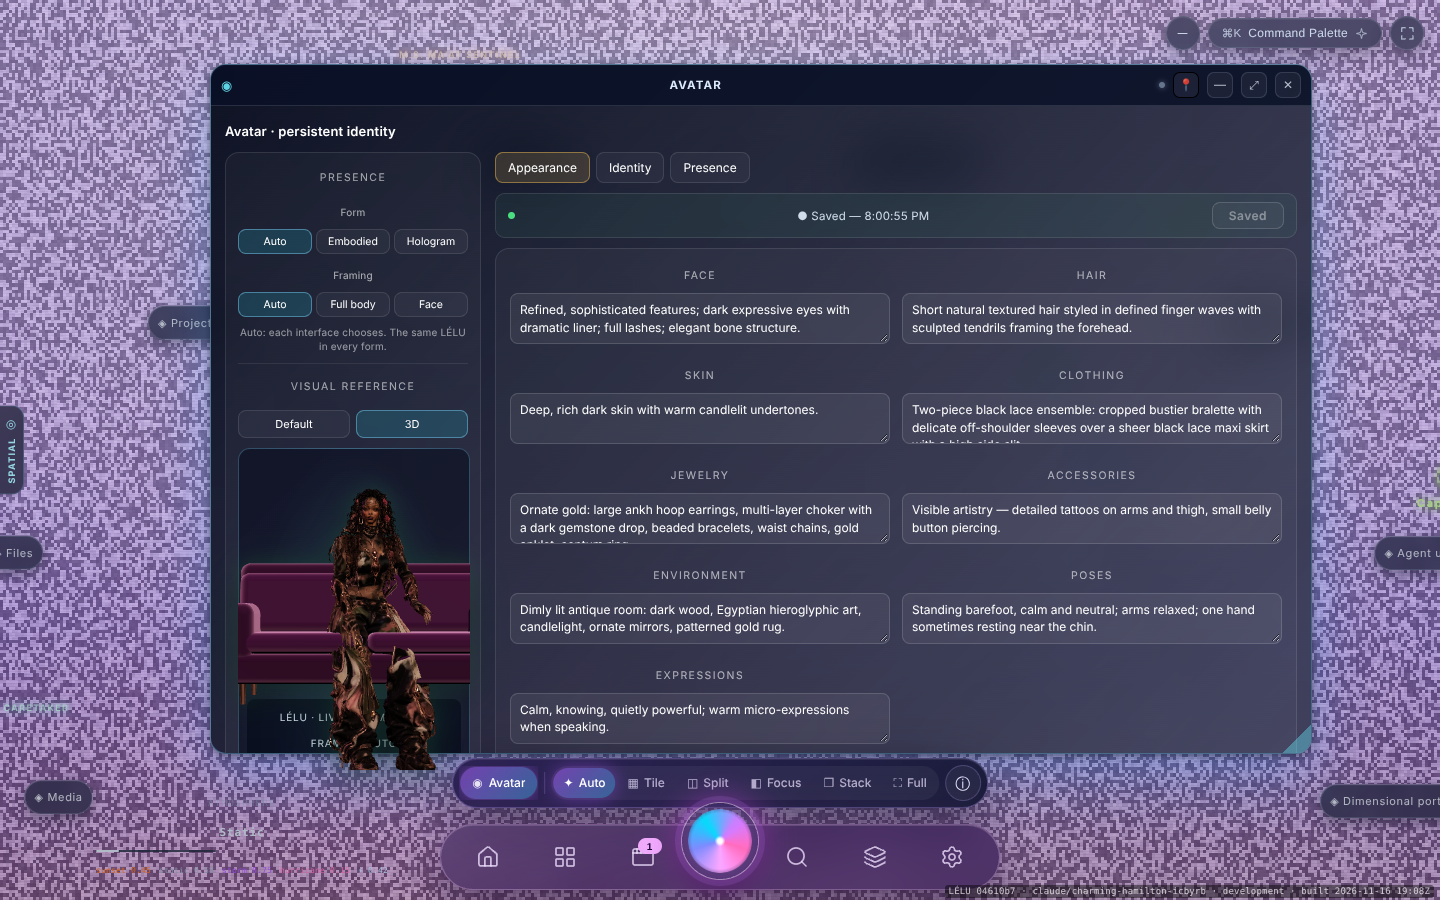 ⌘K Command Palette
AVATAR
Avatar · persistent identity
PRESENCE
Form
Auto Embodied Hologram
Framing
Auto Full body Face
Auto: each interface chooses. The same LÉLU
in every form.
VISUAL REFERENCE
Default 3D
LÉLU · LIV
FRA
Appearance Identity Presence
Saved — 8:00:55 PM
Saved
FACE
Refined, sophisticated features; dark expressive eyes with
dramatic liner; full lashes; elegant bone structure.
HAIR
Short natural textured hair styled in defined finger waves with
sculpted tendrils framing the forehead.
SKIN
Deep, rich dark skin with warm candlelit undertones.
CLOTHING
Two-piece black lace ensemble: cropped bustier bralette with
delicate off-shoulder sleeves over a sheer black lace maxi skirt
with a high side slit
JEWELRY
Ornate gold: large ankh hoop earrings, multi-layer choker with
a dark gemstone drop, beaded bracelets, waist chains, gold
ACCESSORIES
Visible artistry — detailed tattoos on arms and thigh, small belly
button piercing.
ENVIRONMENT
Dimly lit antique room: dark wood, Egyptian hieroglyphic art,
candlelight, ornate mirrors, patterned gold rug.
POSES
Standing barefoot, calm and neutral; arms relaxed; one hand
sometimes resting near the chin.
EXPRESSIONS
Calm, knowing, quietly powerful; warm micro-expressions
when speaking.
Project
SPATIAL
Files
Media
Agent u
Dimensional port
Avatar Auto Tile Split Focus Stack Full
1
LÉLU 04610b7 · claude/charming-hamilton-icbyrb · development · built 2026-11-16 19:08Z